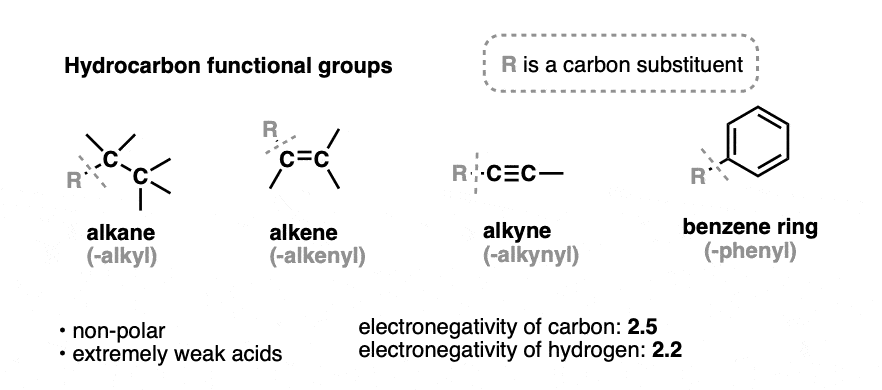 Hydrocarbon functional groups
R is a carbon substituent
R C C
R C=C
R C≡C
R
alkane
(-alkyl)
alkene
(-alkenyl)
alkyne
(-alkynyl)
benzene ring
(-phenyl)
• non-polar
• extremely weak acids
electronegativity of carbon: 2.5
electronegativity of hydrogen: 2.2